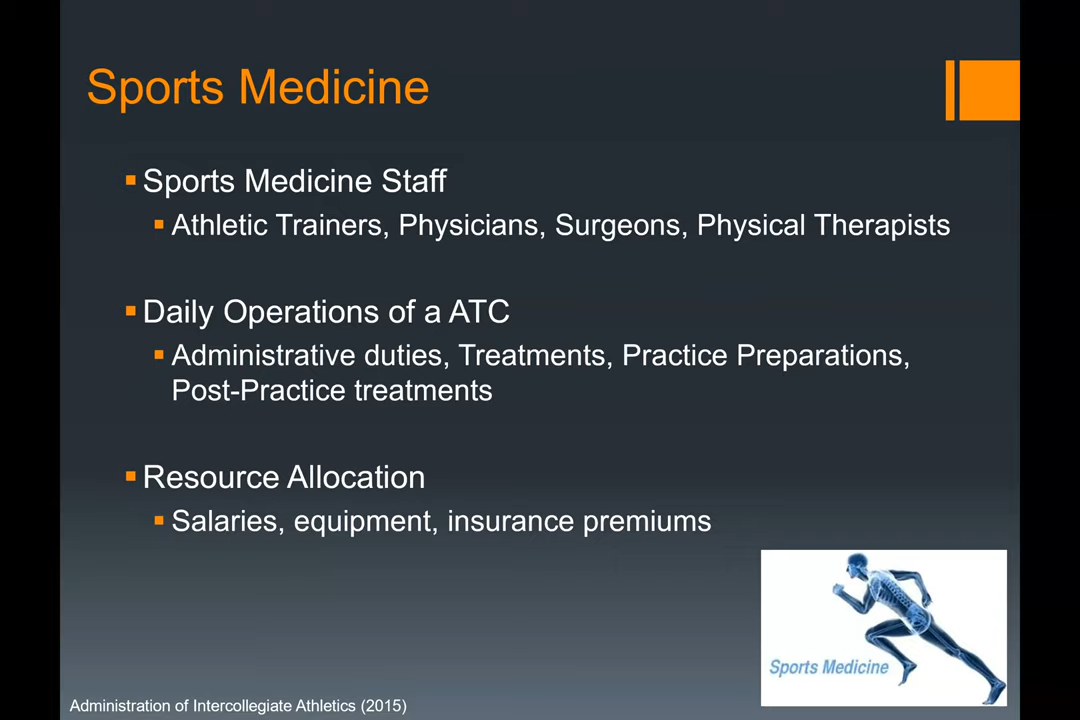 Sports Medicine
Sports Medicine Staff
Athletic Trainers, Physicians, Surgeons, Physical Therapists
Daily Operations of a ATC
Administrative duties, Treatments, Practice Preparations,
Post-Practice treatments
Resource Allocation
Salaries, equipment, insurance premiums
Sports Medicine
Administration of Intercollegiate Athletics (2015)